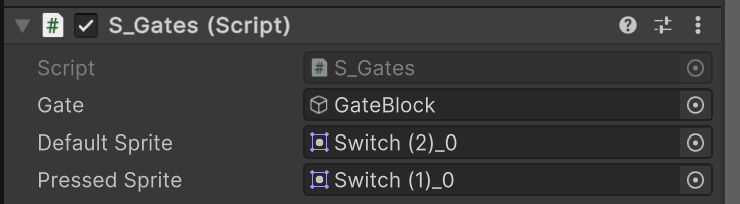 S_Gates (Script)
Script S_Gates
Gate GateBlock
Default Sprite Switch (2)_0
Pressed Sprite Switch (1)_0